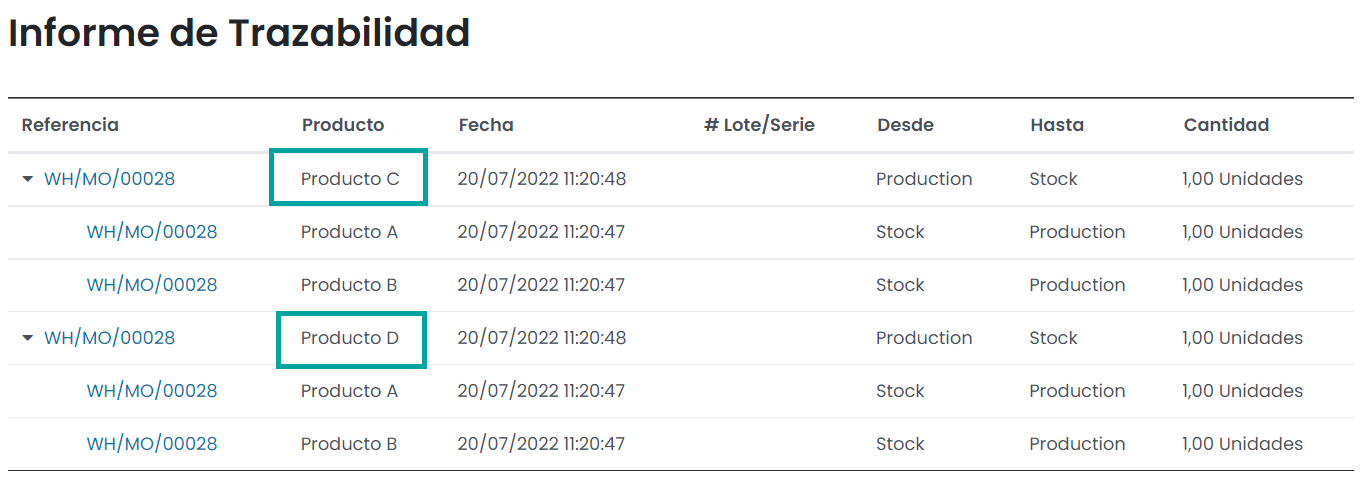 Informe de Trazabilidad
Referencia Producto Fecha # Lote/Serie Desde Hasta Cantidad
WH/MO/00028 Producto C 20/07/2022 11:20:48 Production Stock 1,00 Unidades
WH/MO/00028 Producto A 20/07/2022 11:20:47 Stock Production 1,00 Unidades
WH/MO/00028 Producto B 20/07/2022 11:20:47 Stock Production 1,00 Unidades
WH/MO/00028 Producto D 20/07/2022 11:20:48 Production Stock 1,00 Unidades
WH/MO/00028 Producto A 20/07/2022 11:20:47 Stock Production 1,00 Unidades
WH/MO/00028 Producto B 20/07/2022 11:20:47 Stock Production 1,00 Unidades